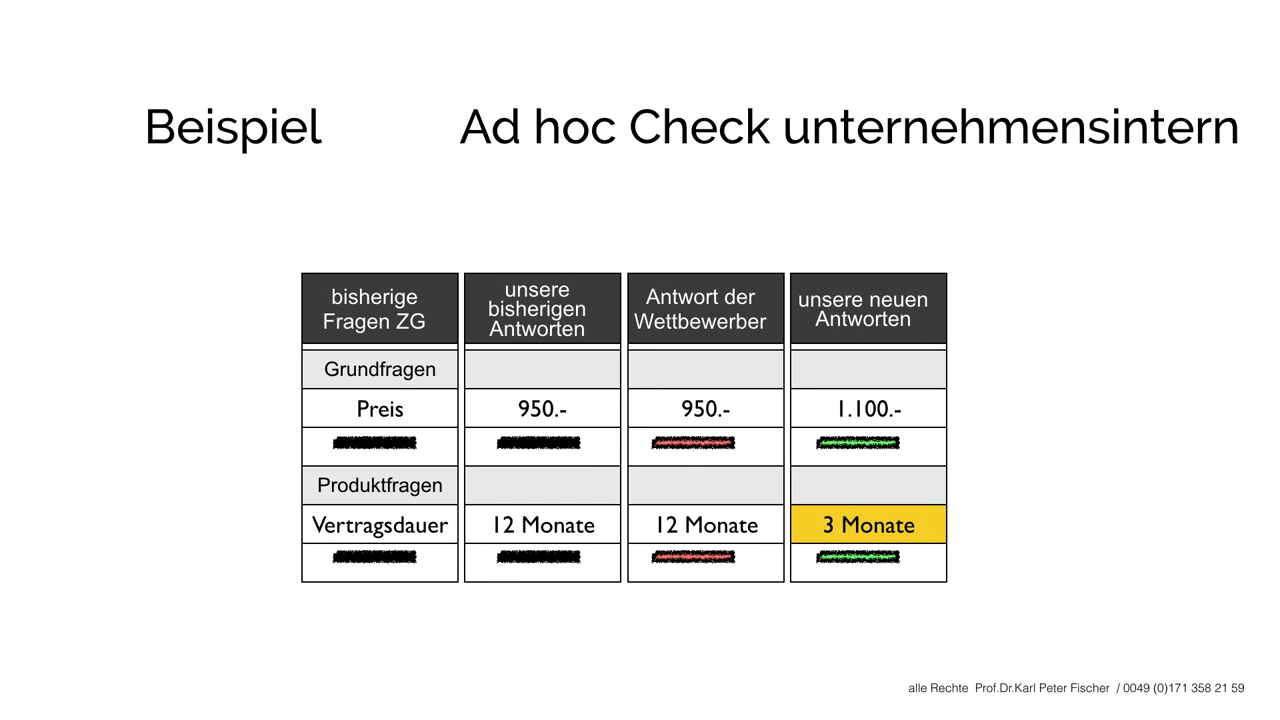 Beispiel Ad hoc Check unternehmensintern
bisherige Fragen ZG
unsere bisherigen Antworten
Antwort der Wettbewerber
unsere neuen Antworten
Grundfragen
Preis 950.- 950.- 1.100.-
Produktfragen
Vertragsdauer 12 Monate 12 Monate 3 Monate
alle Rechte Prof.Dr.Karl Peter Fischer / 0049 (0)171 358 21 59